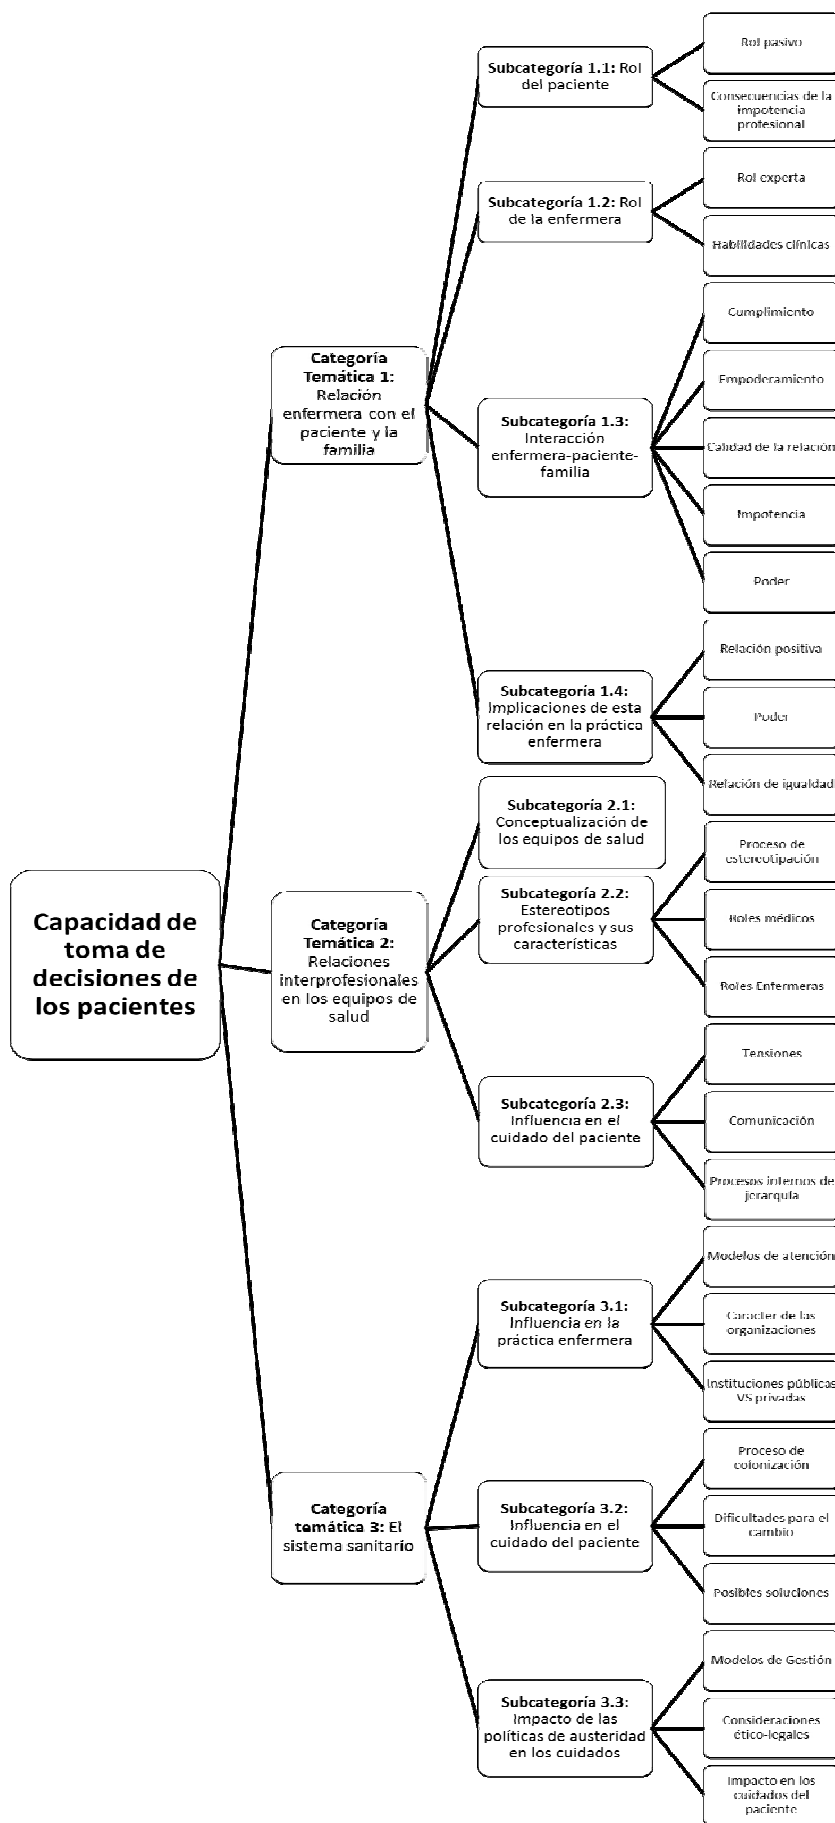 Capacidad de
toma de
decisiones de
los pacientes
Categoría
Temática 1:
Relación
enfermera con el
paciente y la
familia
Subcategoría 1.1: Rol
del paciente
Rol pasivo
Consecuencias de la
impotencia
profesional
Subcategoría 1.2: Rol
de la enfermera
Rol experta
Habilidades clínicas
Subcategoría 1.3:
Interacción
enfermera-paciente-
familia
Cumplimiento
Empoderamiento
Calidad de la relación
Impotencia
Poder
Subcategoría 1.4:
Implicaciones de esta
relación en la práctica
enfermera
Relación positiva
Poder
Relación de igualdad
Categoría
Temática 2:
Relaciones
interprofesionales
en los equipos de
salud
Subcategoría 2.1:
Conceptualización de
los equipos de salud
Subcategoría 2.2:
Estereotipos
profesionales y sus
características
Proceso de
estereotipación
Roles médicos
Roles Enfermeras
Subcategoría 2.3:
Influencia en el
cuidado del paciente
Tensiones
Comunicación
Procesos internos de
jerarquía
Categoría
temática 3: El
sistema sanitario
Subcategoría 3.1:
Influencia en la
práctica enfermera
Modelos de atención
Caracter de las
organizaciones
Instituciones públicas
VS privadas
Subcategoría 3.2:
Influencia en el
cuidado del paciente
Proceso de
colonización
Dificultades para el
cambio
Posibles soluciones
Subcategoría 3.3:
Impacto de las
políticas de austeridad
en los cuidados
Modelos de Gestión
Consideraciones
ético-legales
Impacto en los
cuidados del
paciente